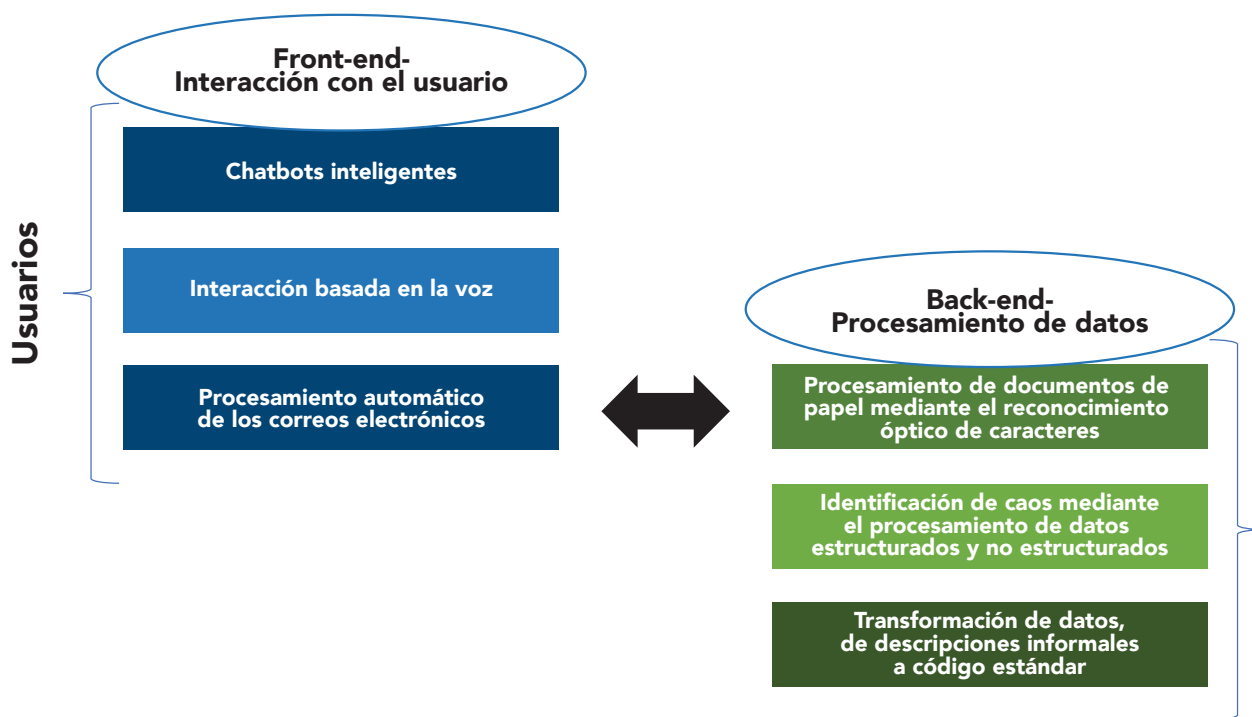 Usuarios
Front-end-
Interacción con el usuario
Chatbots inteligentes
Interacción basada en la voz
Procesamiento automático
de los correos electrónicos
Back-end-
Procesamiento de datos
Procesamiento de documentos de
papel mediante el reconocimiento
óptico de caracteres
Identificación de caos mediante
el procesamiento de datos
estructurados y no estructurados
Transformación de datos,
de descripciones informales
a código estándar